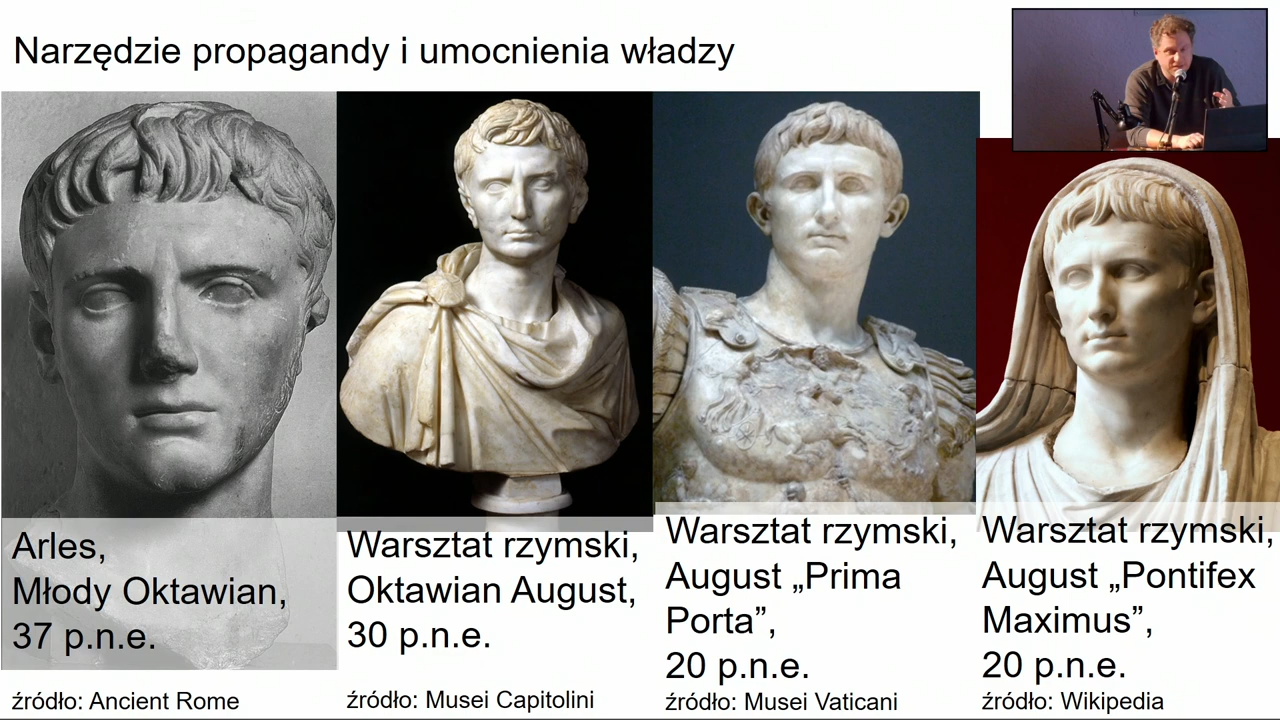 Narzędzie propagandy i umocnienia władzy
Arles,
Młody Oktawian,
37 p.n.e.
źródło: Ancient Rome
Warsztat rzymski,
Oktawian August,
30 p.n.e.
źródło: Musei Capitolini
Warsztat rzymski,
August „Prima
Porta”,
20 p.n.e.
źródło: Musei Vaticani
Warsztat rzymski,
August „Pontifex
Maximus”,
20 p.n.e.
źródło: Wikipedia